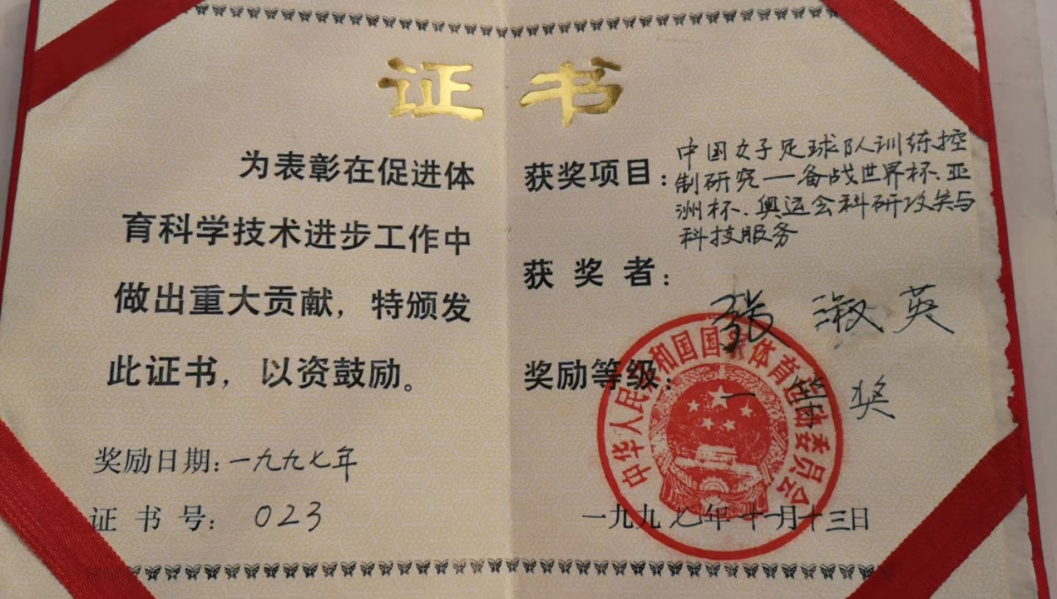 证书
为表彰在促进体
育科学技术进步工作中
做出重大贡献，特颁发
此证书，以资鼓励。
奖励日期：一九九七年
证书号：023
获奖项目：中国女子足球队训练控
制研究—备战世界杯、亚
洲杯、奥运会科研攻关与
科技服务
获奖者：张淑英
奖励等级：一等奖
中华人民共和国国家体育运动委员会
一九九七年十一月十三日